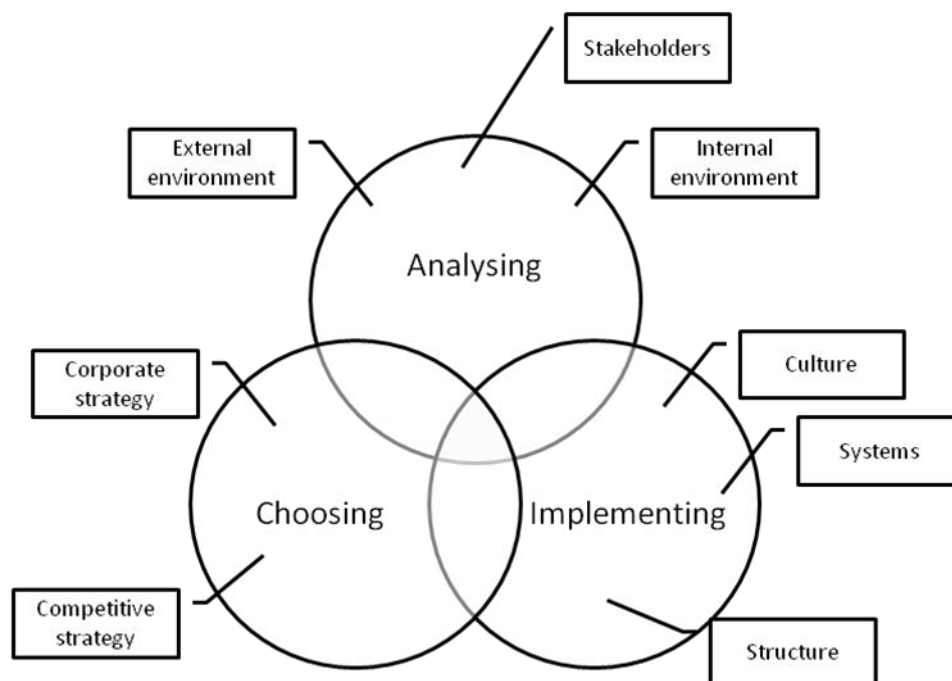 Stakeholders
External
environment
Internal
environment
Analysing
Corporate
strategy
Culture
Systems
Choosing
Implementing
Competitive
strategy
Structure